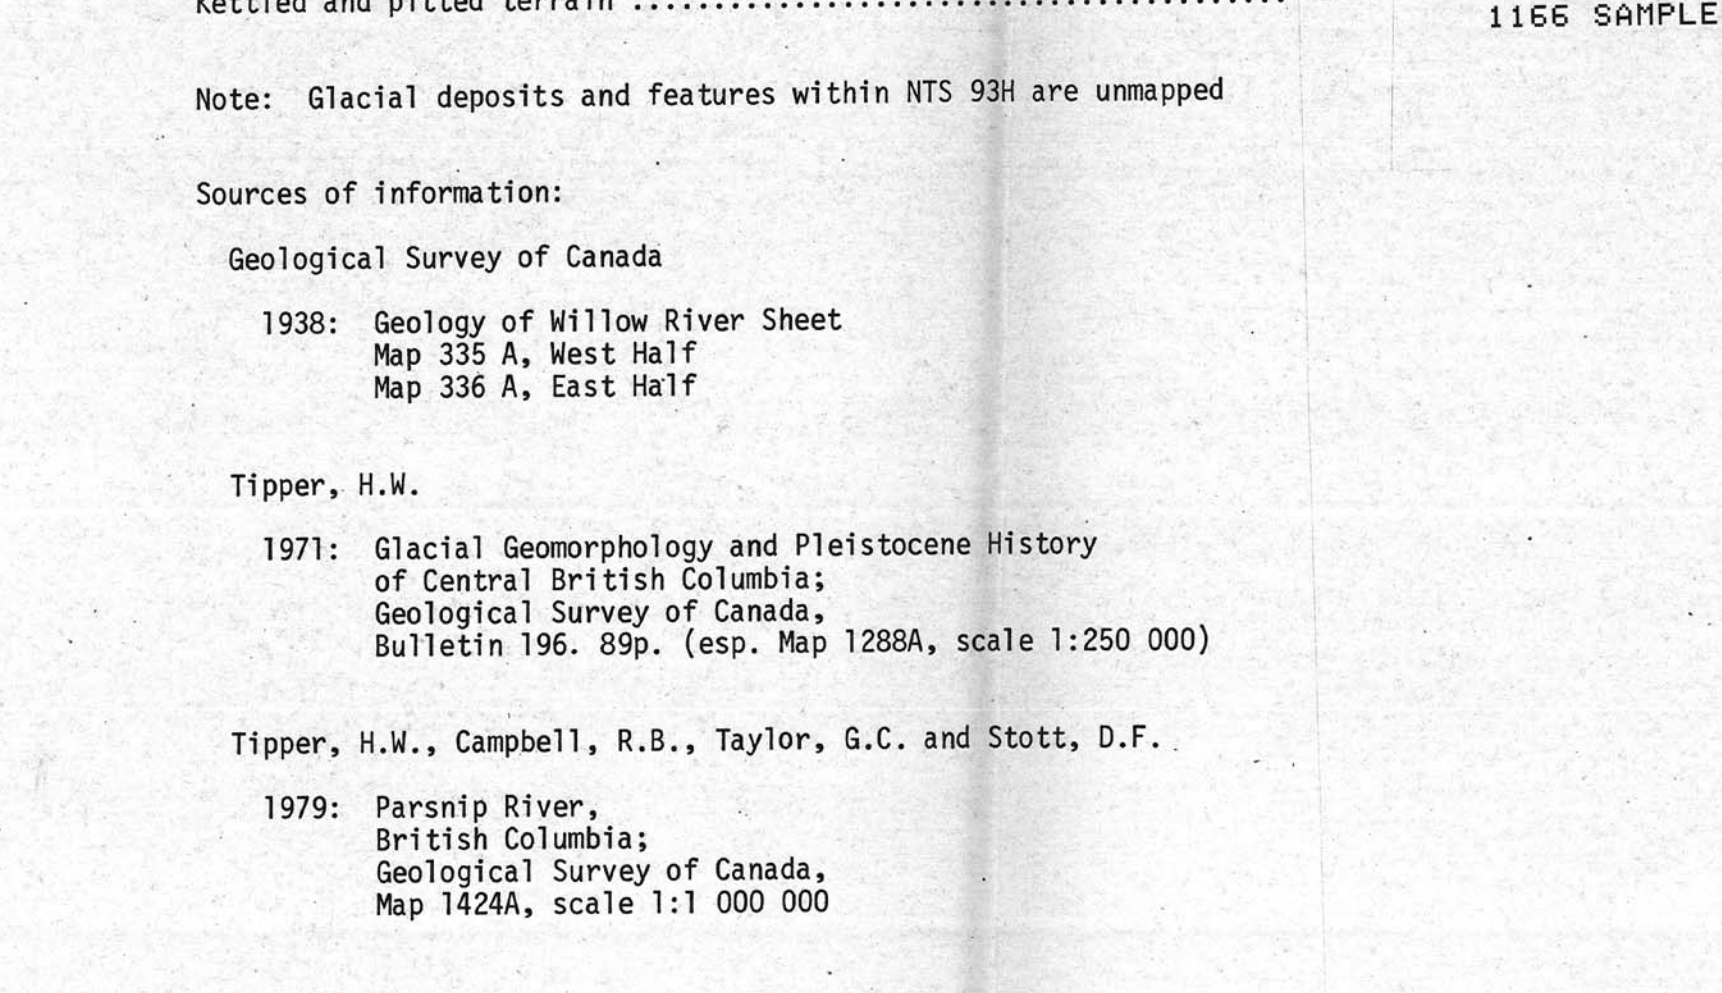 Kettled and pitted terrain ........................................
1166 SAMPLE
Note: Glacial deposits and features within NTS 93H are unmapped
Sources of information:
Geological Survey of Canada
1938: Geology of Willow River Sheet
Map 335 A, West Half
Map 336 A, East Half
Tipper, H.W.
1971: Glacial Geomorphology and Pleistocene History
of Central British Columbia;
Geological Survey of Canada,
Bulletin 196. 89p. (esp. Map 1288A, scale 1:250 000)
Tipper, H.W., Campbell, R.B., Taylor, G.C. and Stott, D.F.
1979: Parsnip River,
British Columbia;
Geological Survey of Canada,
Map 1424A, scale 1:1 000 000